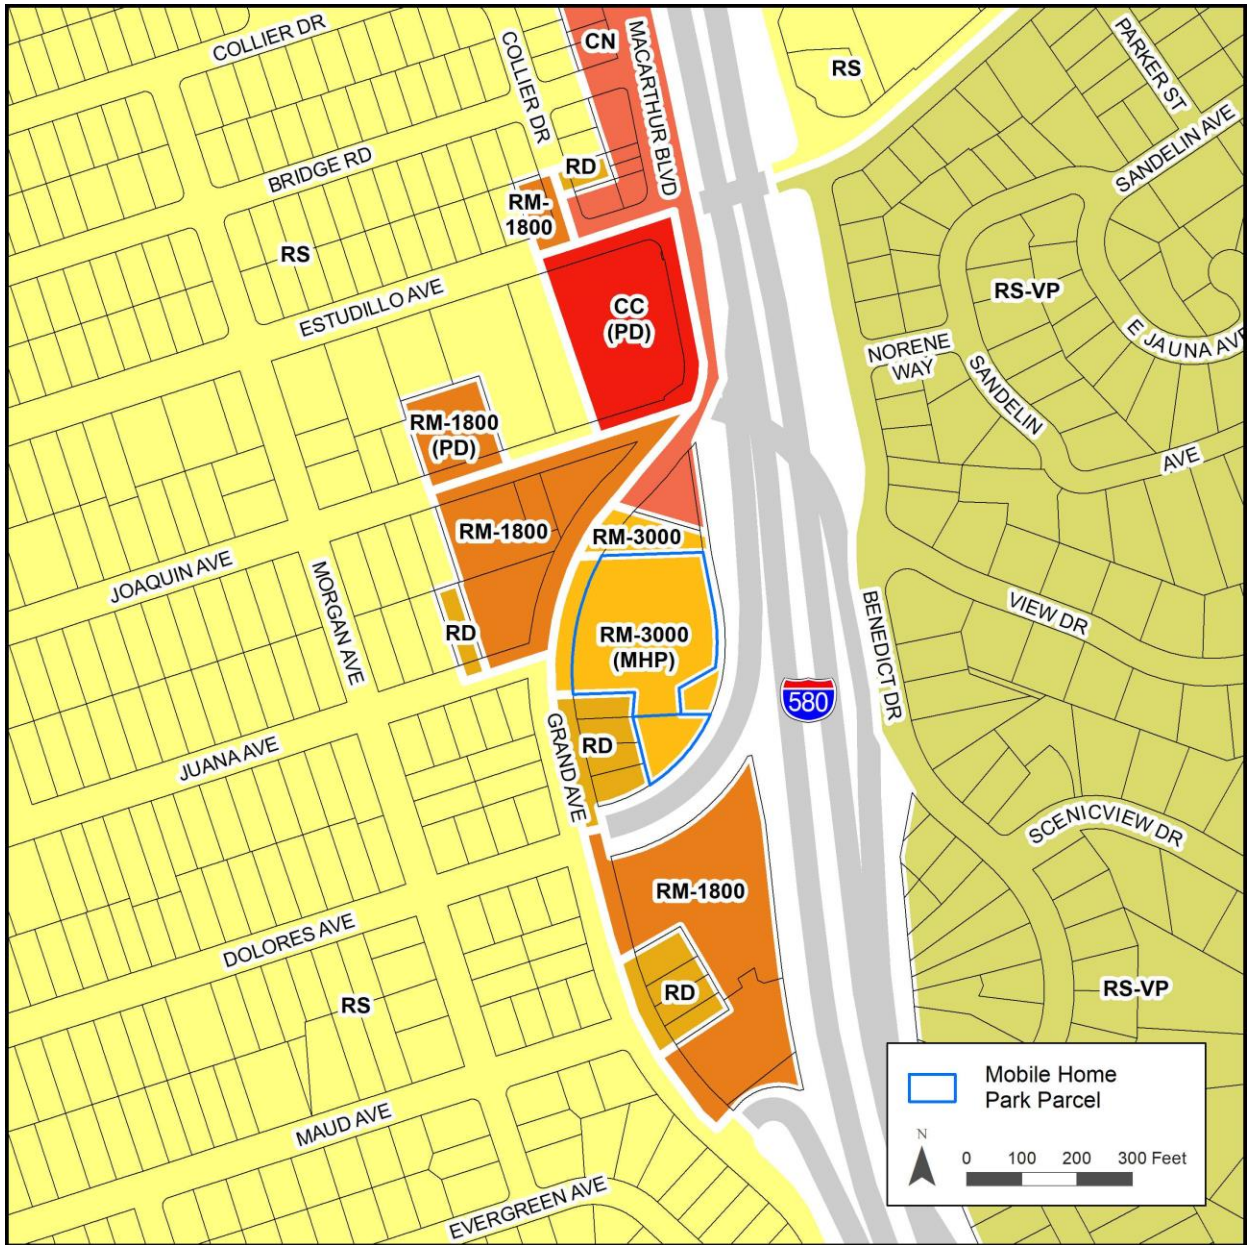 COLLIER DR
COLLIER DR
CN
MACARTHUR BLVD
RS
PARKER ST
SANDELIN AVE
BRIDGE RD
RD
RM-
1800
RS
ESTUDILLO AVE
CC
(PD)
RS-VP
E JAUNA AVE
NORENE
WAY
SANDELIN
AVE
RM-1800
(PD)
RM-1800
RM-3000
JOAQUIN AVE
MORGAN AVE
RD
RM-3000
(MHP)
BENEDICT DR
VIEW DR
580
JUANA AVE
GRAND AVE
RD
SCENICVIEW DR
RM-1800
DOLORES AVE
RD
RS
RS-VP
MAUD AVE
EVERGREEN AVE
Mobile Home
Park Parcel
N
0 100 200 300 Feet